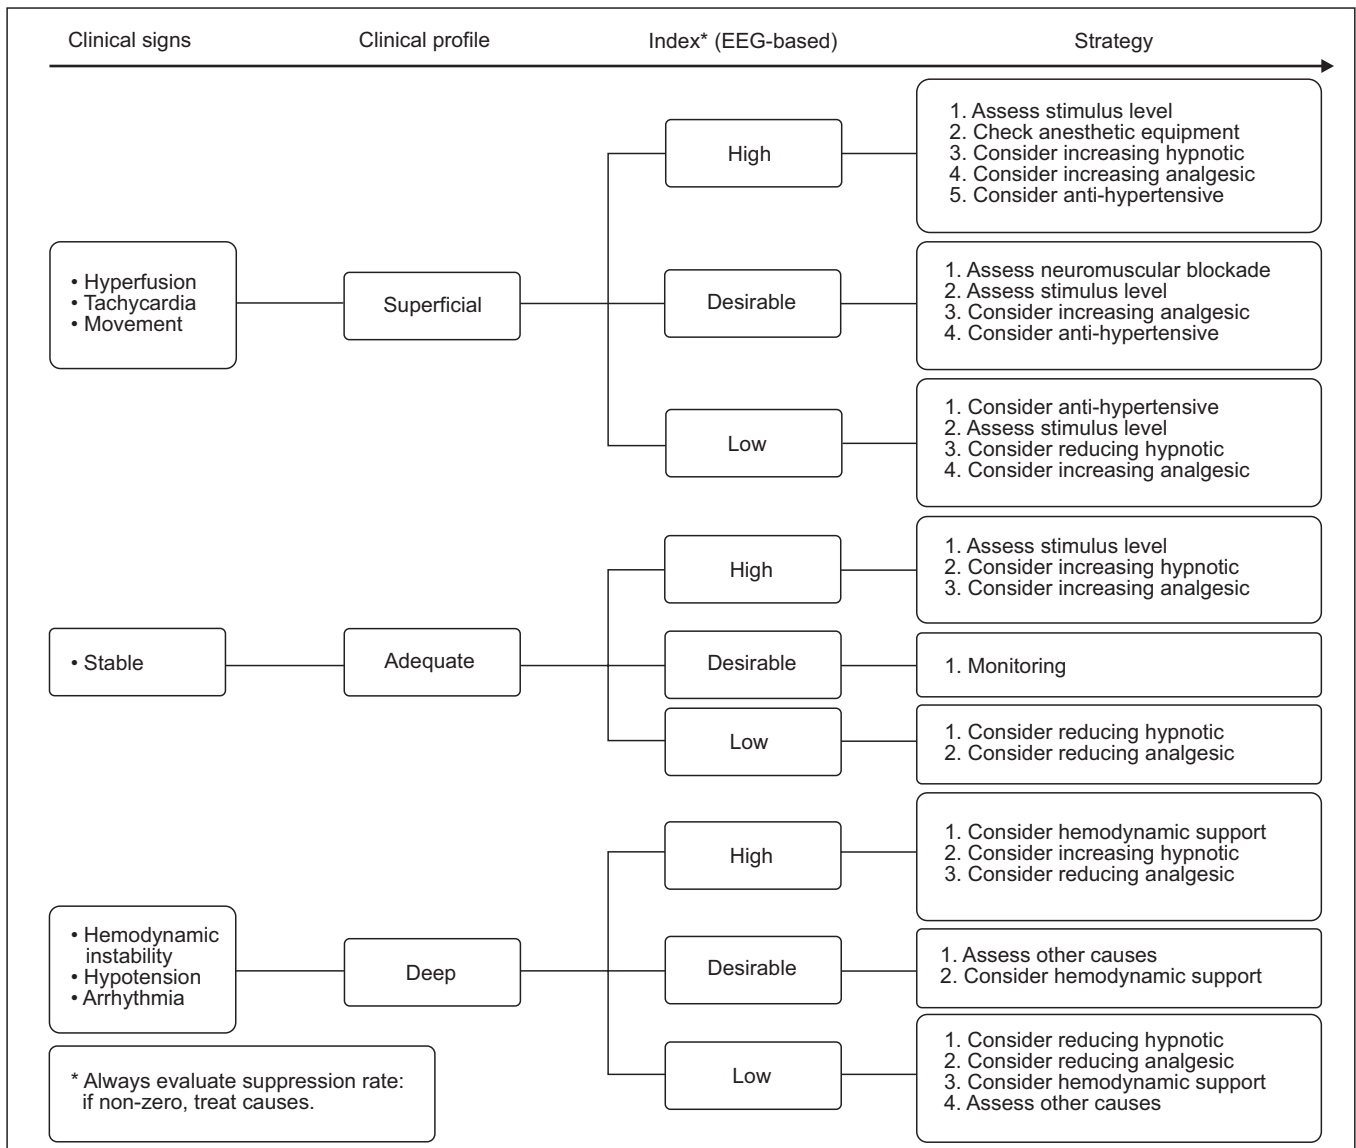 Clinical signs
Clinical profile
Index* (EEG-based)
Strategy
• Hyperfusion
• Tachycardia
• Movement
Superficial
High
1. Assess stimulus level
2. Check anesthetic equipment
3. Consider increasing hypnotic
4. Consider increasing analgesic
5. Consider anti-hypertensive
Desirable
1. Assess neuromuscular blockade
2. Assess stimulus level
3. Consider increasing analgesic
4. Consider anti-hypertensive
Low
1. Consider anti-hypertensive
2. Assess stimulus level
3. Consider reducing hypnotic
4. Consider increasing analgesic
• Stable
Adequate
High
1. Assess stimulus level
2. Consider increasing hypnotic
3. Consider increasing analgesic
Desirable
1. Monitoring
Low
1. Consider reducing hypnotic
2. Consider reducing analgesic
• Hemodynamic
instability
• Hypotension
• Arrhythmia
Deep
High
1. Consider hemodynamic support
2. Consider increasing hypnotic
3. Consider reducing analgesic
Desirable
1. Assess other causes
2. Consider hemodynamic support
Low
1. Consider reducing hypnotic
2. Consider reducing analgesic
3. Consider hemodynamic support
4. Assess other causes
* Always evaluate suppression rate:
if non-zero, treat causes.